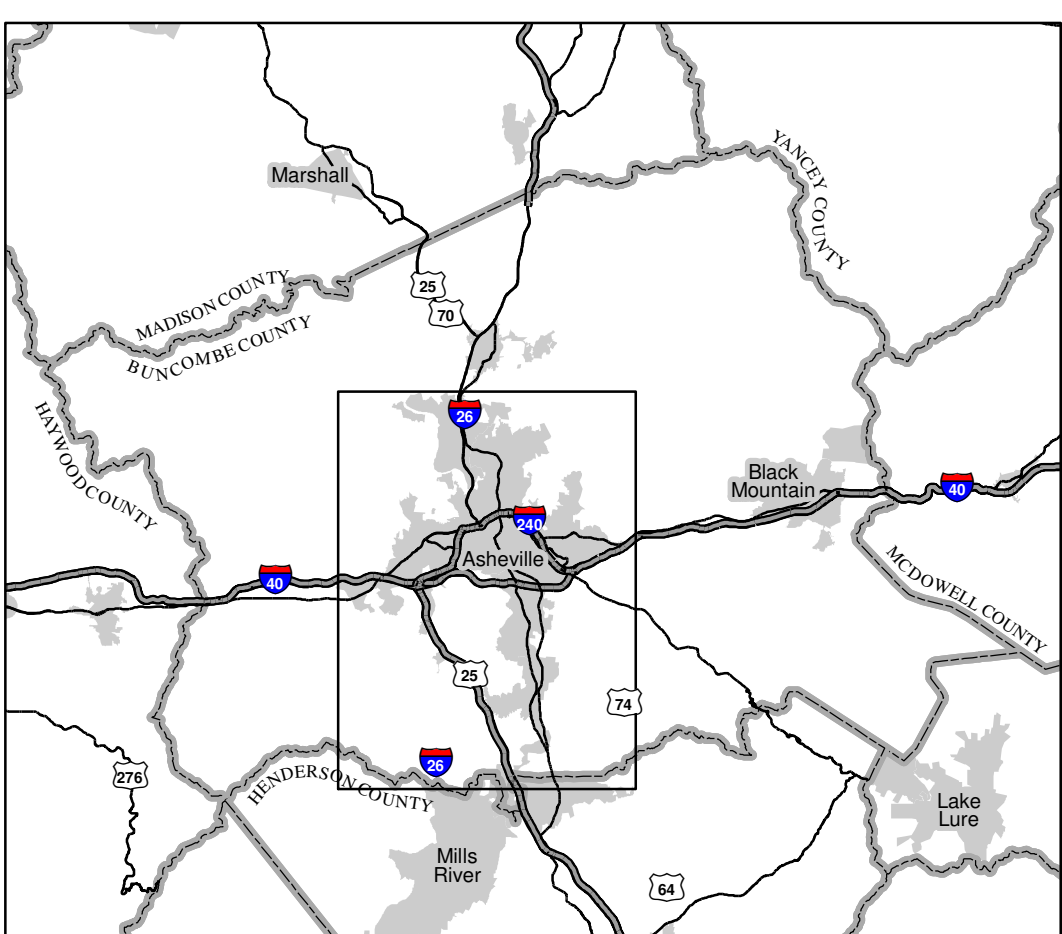 YANCEY COUNTY
Marshall
25
70
MADISON COUNTY
BUNCOMBE COUNTY
HAYWOOD COUNTY
26
Black
Mountain
40
240
Asheville
40
MCDOWELL COUNTY
25
74
26
276
HENDERSON COUNTY
Lake
Lure
Mills
River
64